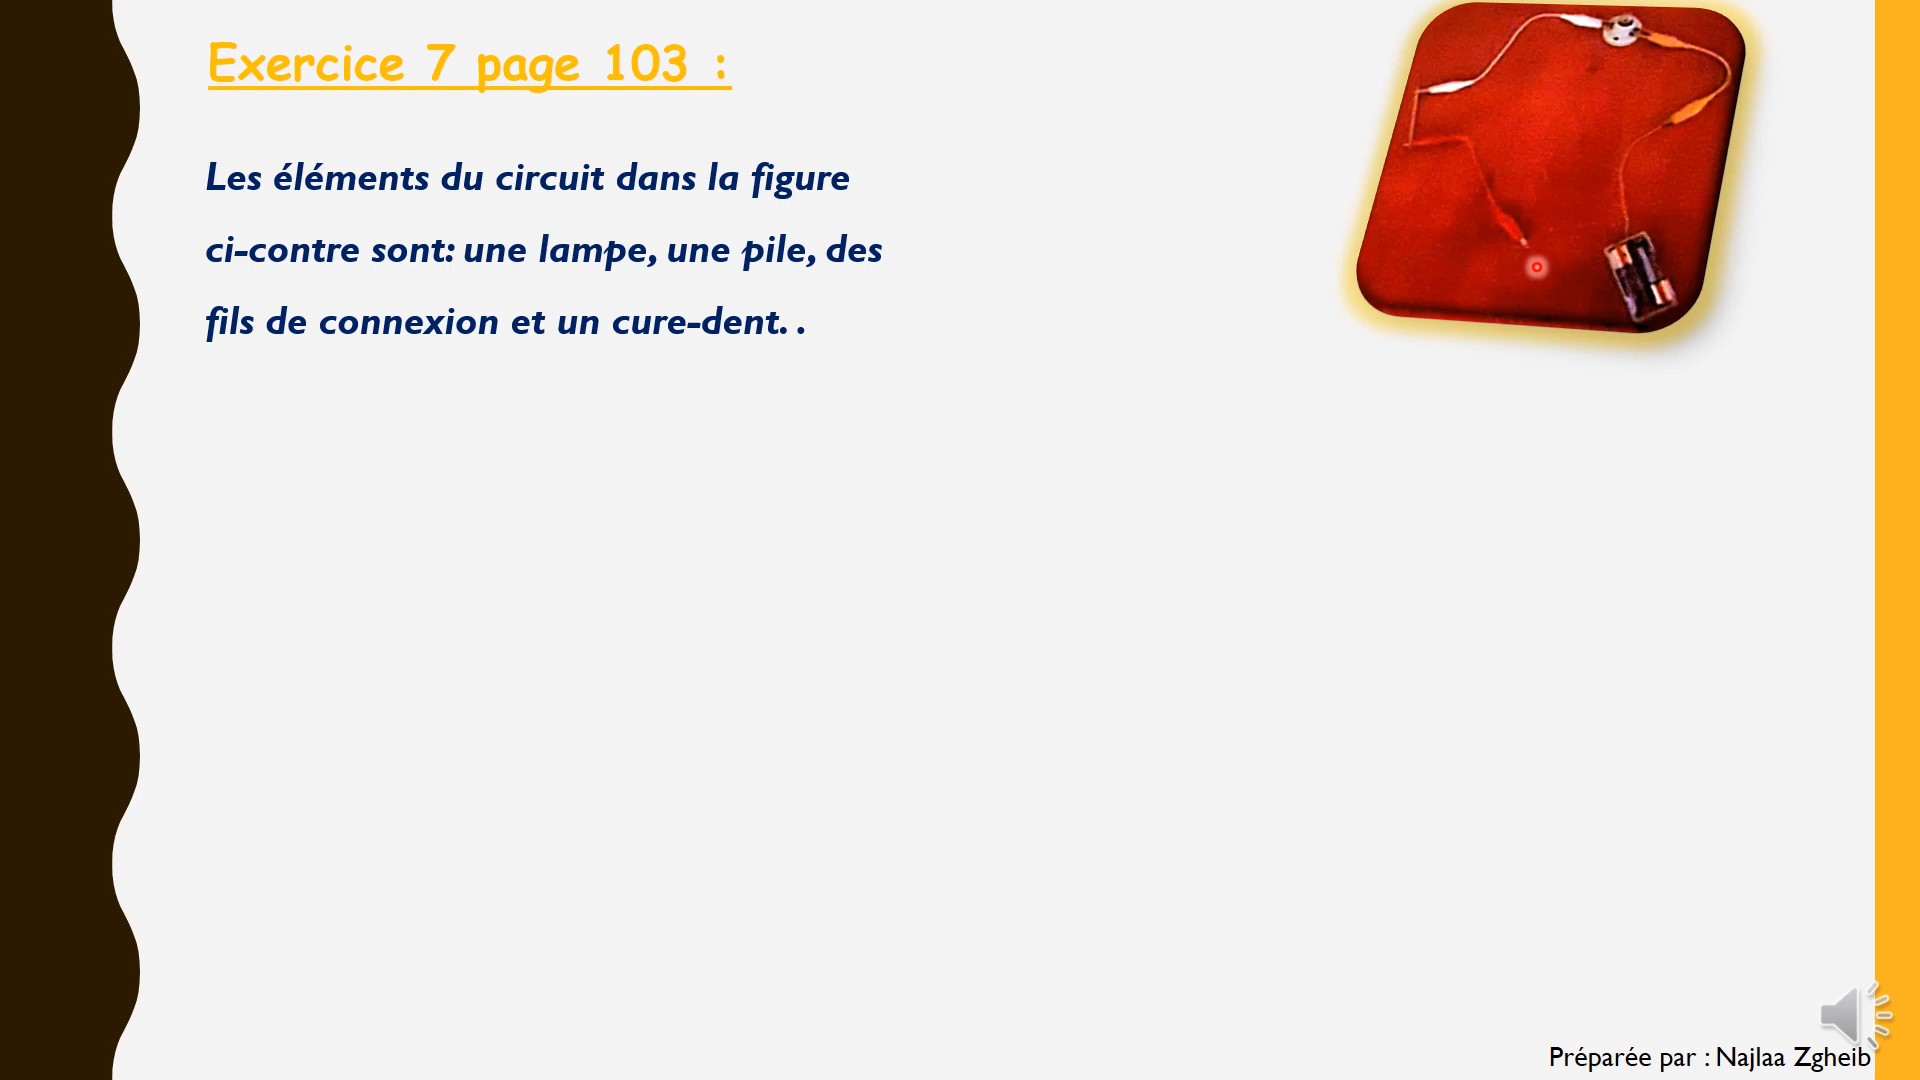 Exercice 7 page 103 :
Les éléments du circuit dans la figure
ci-contre sont: une lampe, une pile, des
fils de connexion et un cure-dent. .
Préparée par : Najlaa Zgheib